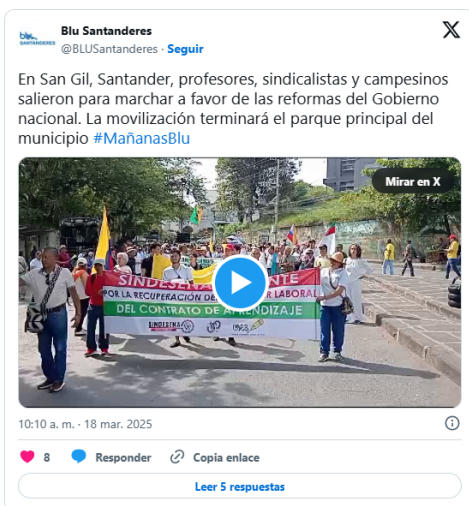 Blu Santanderes
@BLUSantanderes · Seguir
En San Gil, Santander, profesores, sindicalistas y campesinos
salieron para marchar a favor de las reformas del Gobierno
nacional. La movilización terminará el parque principal del
municipio #MañanasBlu
Mirar en X
POR LA RECUPERACIÓN
LABORAL
DEL CONTRATO DE APRENDIZAJE
SINDESENA
10:10 a. m. · 18 mar. 2025
8 Responder Copia enlace
Leer 5 respuestas